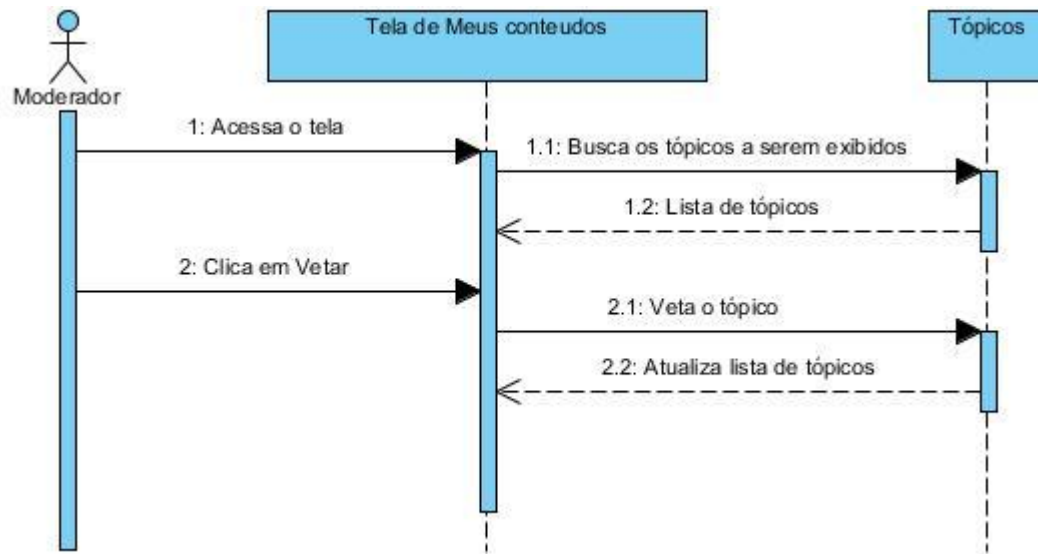 Tela de Meus conteudos
Tópicos
Moderador
1: Acessa o tela
1.1: Busca os tópicos a serem exibidos
1.2: Lista de tópicos
2: Clica em Vetar
2.1: Veta o tópico
2.2: Atualiza lista de tópicos